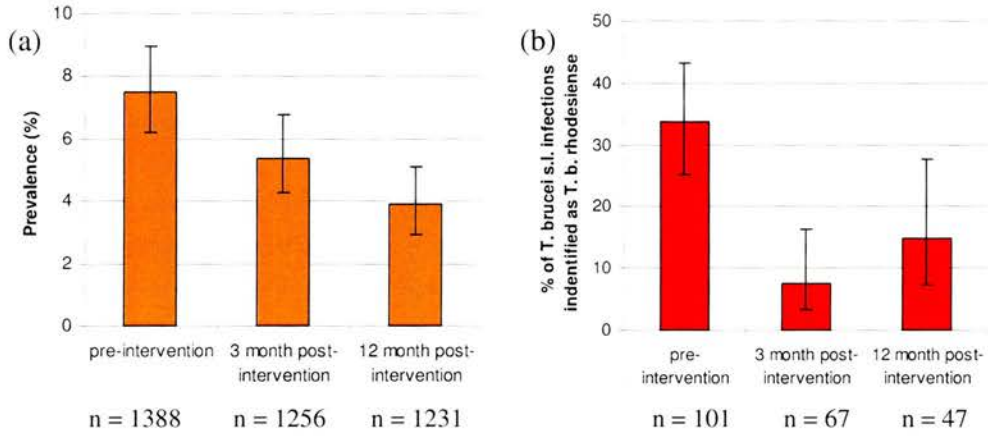 (a)
Prevalence (%)
10
8
6
4
2
0
pre-intervention
3 month post-
intervention
12 month post-
intervention
n = 1388
n = 1256
n = 1231
(b)
% of T. brucei s.l. infections
indentified as T. b. rhodesiense
50
40
30
20
10
0
pre-
intervention
3 month post-
intervention
12 month post-
intervention
n = 101
n = 67
n = 47